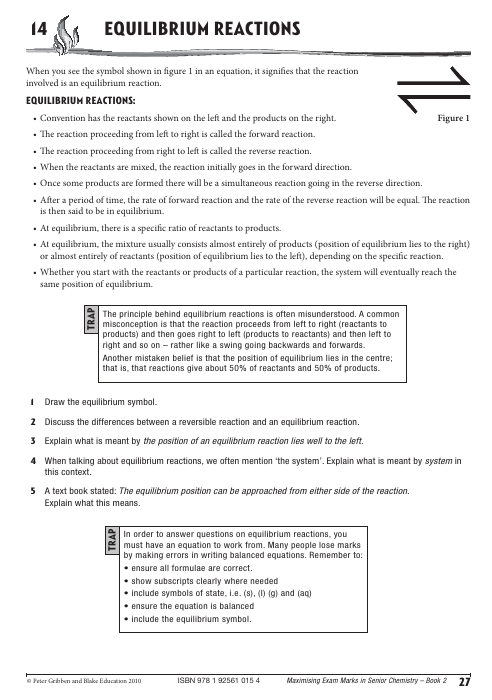 14 EQUILIBRIUM REACTIONS
When you see the symbol shown in figure 1 in an equation, it signifies that the reaction
involved is an equilibrium reaction.
EQUILIBRIUM REACTIONS:
• Convention has the reactants shown on the left and the products on the right.
Figure 1
• The reaction proceeding from left to right is called the forward reaction.
• The reaction proceeding from right to left is called the reverse reaction.
• When the reactants are mixed, the reaction initially goes in the forward direction.
• Once some products are formed there will be a simultaneous reaction going in the reverse direction.
• After a period of time, the rate of forward reaction and the rate of the reverse reaction will be equal. The reaction
is then said to be in equilibrium.
• At equilibrium, there is a specific ratio of reactants to products.
• At equilibrium, the mixture usually consists almost entirely of products (position of equilibrium lies to the right)
or almost entirely of reactants (position of equilibrium lies to the left), depending on the specific reaction.
• Whether you start with the reactants or products of a particular reaction, the system will eventually reach the
same position of equilibrium.
TRAP
The principle behind equilibrium reactions is often misunderstood. A common
misconception is that the reaction proceeds from left to right (reactants to
products) and then goes right to left (products to reactants) and then left to
right and so on – rather like a swing going backwards and forwards.
Another mistaken belief is that the position of equilibrium lies in the centre;
that is, that reactions give about 50% of reactants and 50% of products.
1 Draw the equilibrium symbol.
2 Discuss the differences between a reversible reaction and an equilibrium reaction.
3 Explain what is meant by the position of an equilibrium reaction lies well to the left.
4 When talking about equilibrium reactions, we often mention ‘the system’. Explain what is meant by system in
this context.
5 A text book stated: The equilibrium position can be approached from either side of the reaction.
Explain what this means.
TRAP
In order to answer questions on equilibrium reactions, you
must have an equation to work from. Many people lose marks
by making errors in writing balanced equations. Remember to:
• ensure all formulae are correct.
• show subscripts clearly where needed
• include symbols of state, i.e. (s), (l) (g) and (aq)
• ensure the equation is balanced
• include the equilibrium symbol.
© Peter Gribben and Blake Education 2010 ISBN 978 1 92561 015 4 Maximising Exam Marks in Senior Chemistry – Book 2 27